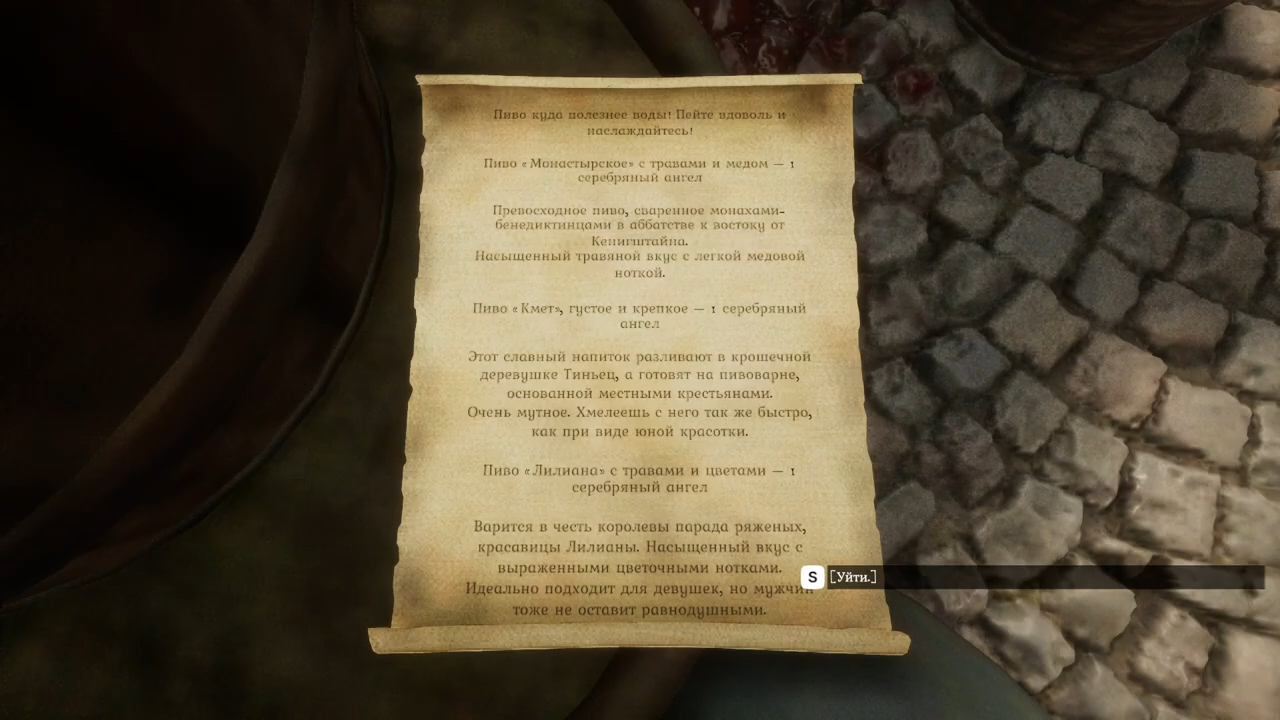 Пиво куда полезнее воды! Пейте вдоволь и
наслаждайтесь!
Пиво «Монастырское» с травами и медом — 1
серебряный ангел
Превосходное пиво, сваренное монахами-
бенедиктинцами в аббатстве к востоку от
Кенигштайна.
Насыщенный травяной вкус с легкой медовой
ноткой.
Пиво «Кмет», густое и крепкое — 1 серебряный
ангел
Этот славный напиток разливают в крошечной
деревушке Тиньец, а готовят на пивоварне,
основанной местными крестьянами.
Очень мутное. Хмелеешь с него так же быстро,
как при виде юной красотки.
Пиво «Лилиана» с травами и цветами — 1
серебряный ангел
Варится в честь королевы парада ряженых,
красавицы Лилианы. Насыщенный вкус с
выраженными цветочными нотками.
Идеально подходит для девушек, но мужчин
тоже не оставит равнодушными.
S [Уйти.]